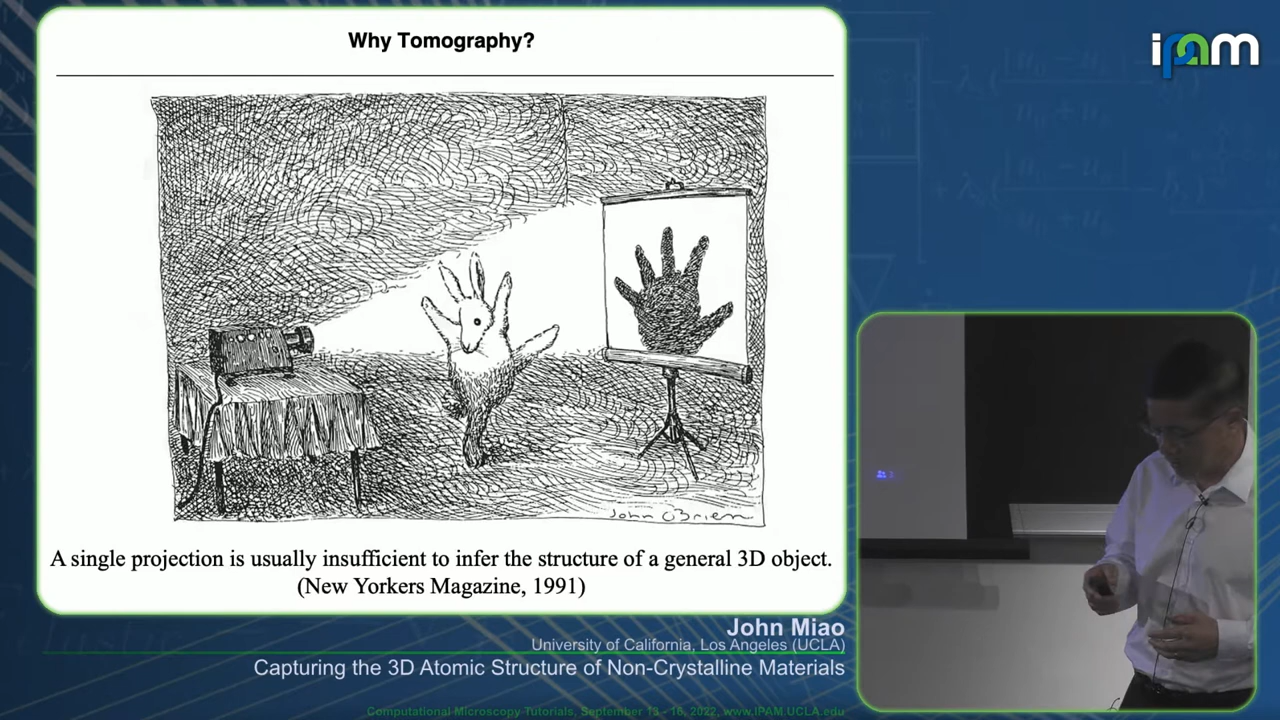 Why Tomography?
John O'Brien
A single projection is usually insufficient to infer the structure of a general 3D object.
(New Yorkers Magazine, 1991)
ipam
John Miao
University of California, Los Angeles (UCLA)
Capturing the 3D Atomic Structure of Non-Crystalline Materials
Computational Microscopy Tutorials, September 13 - 16, 2022, www.IPAM.UCLA.edu